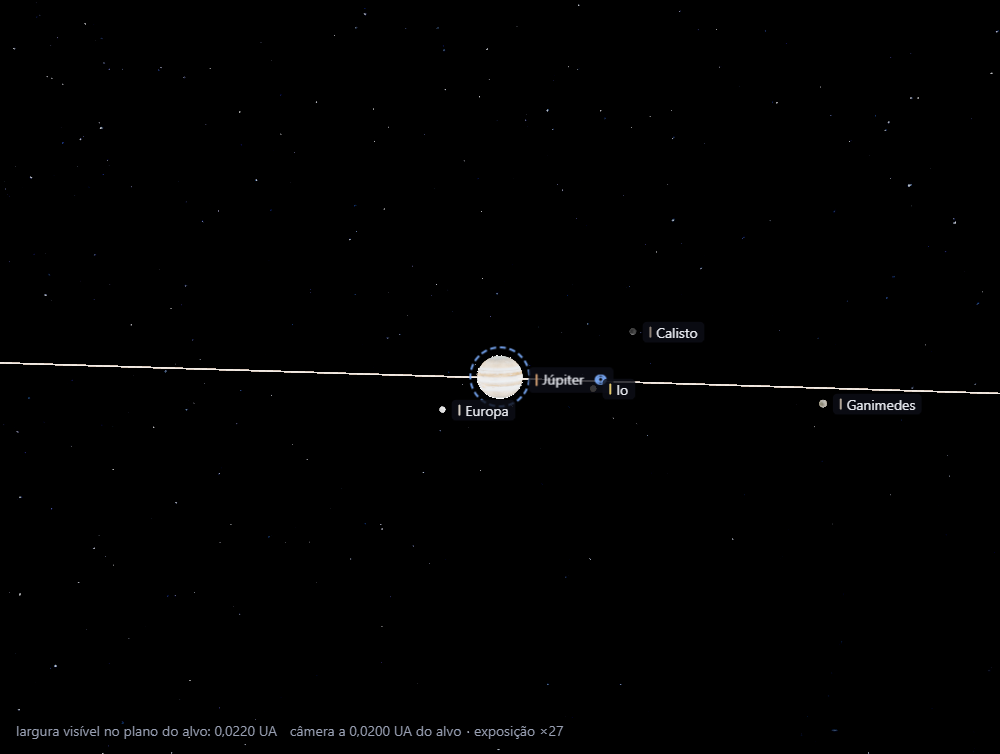 Calisto
Júpiter
Io
Europa
Ganimedes
largura visível no plano do alvo: 0,0220 UA câmera a 0,0200 UA do alvo · exposição ×27